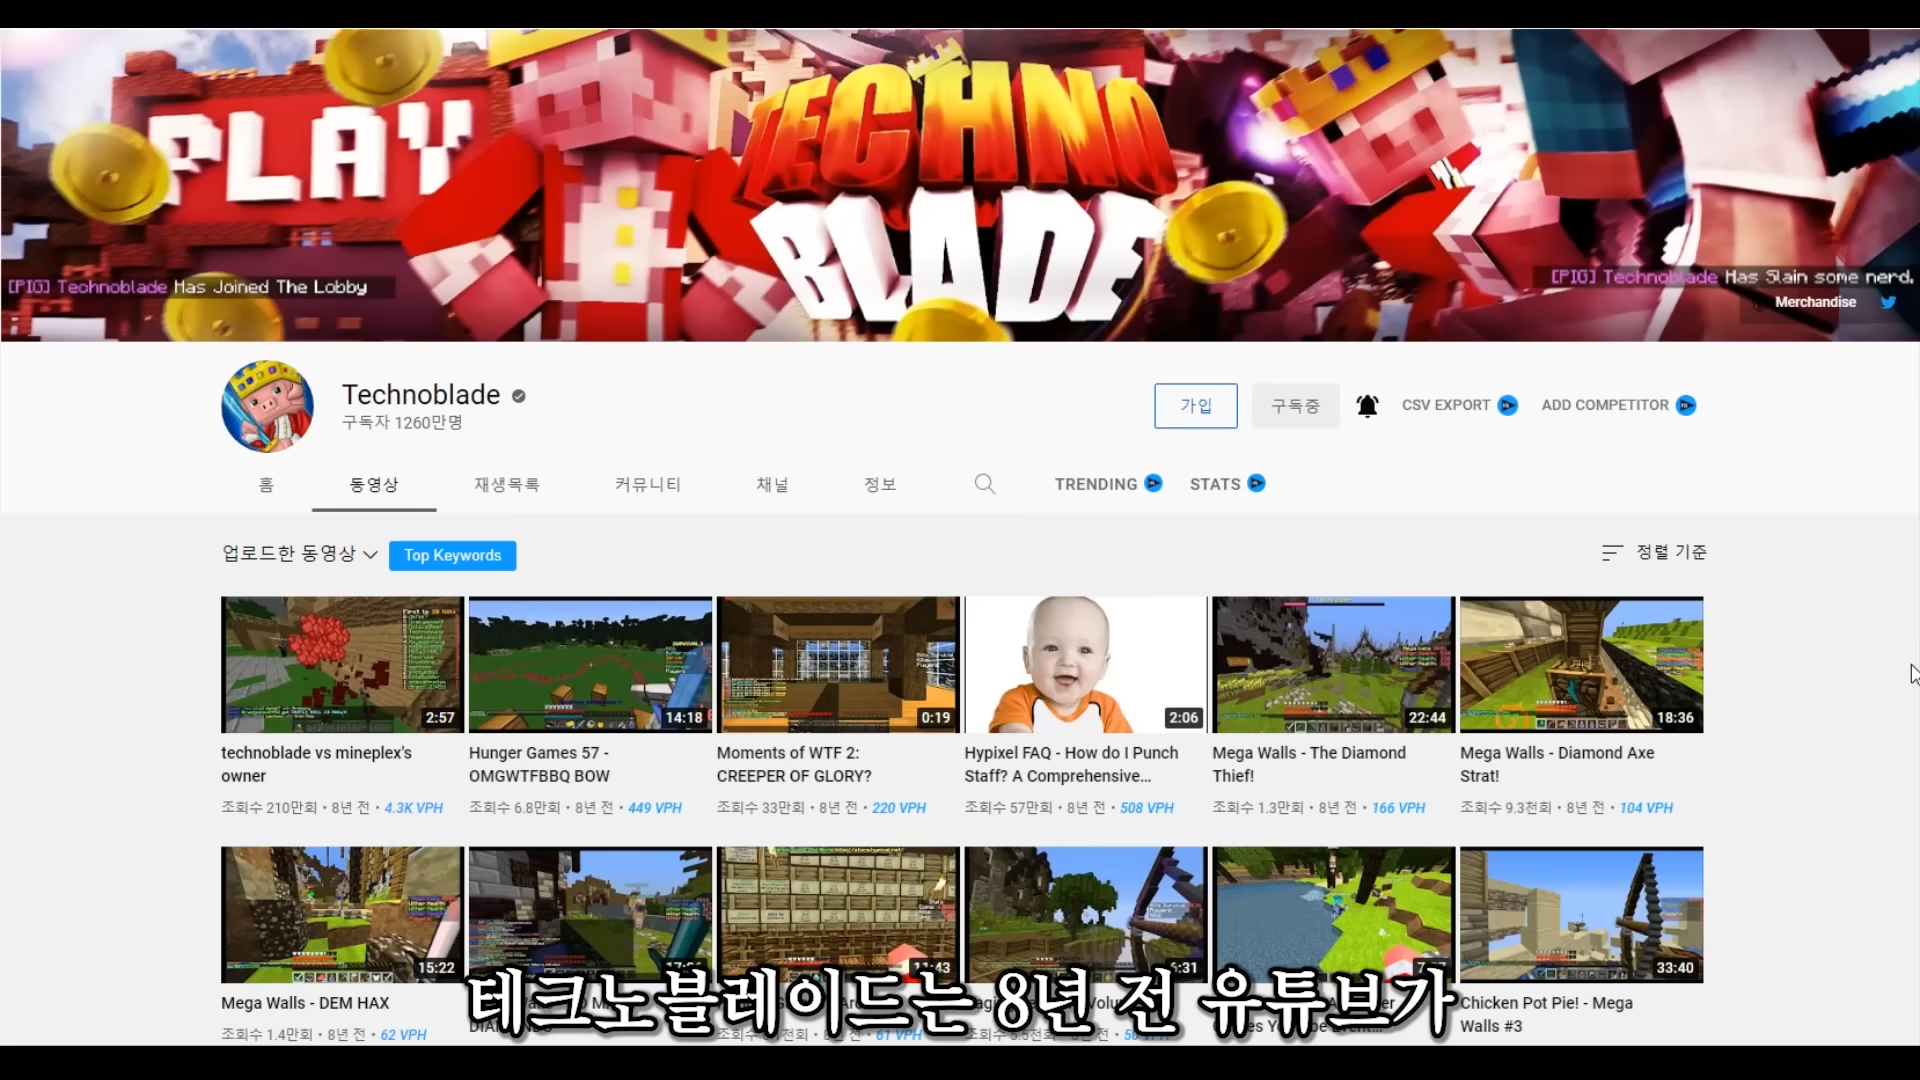 PLAY
TECHNO
BLADE
[PIG] Technoblade Has Joined The Lobby
[PIG] Technoblade Has Slain some nerd.
Merchandise
Technoblade
구독자 1260만명
가입
구독중
CSV EXPORT
ADD COMPETITOR
홈
동영상
재생목록
커뮤니티
채널
정보
TRENDING
STATS
업로드한 동영상
Top Keywords
정렬 기준
2:57
14:18
0:19
2:06
22:44
18:36
technoblade vs mineplex's
owner
조회수 210만회 • 8년 전 • 4.3K VPH
Hunger Games 57 -
OMGWTFBBQ BOW
조회수 6.8만회 • 8년 전 • 449 VPH
Moments of WTF 2:
CREEPER OF GLORY?
조회수 33만회 • 8년 전 • 220 VPH
Hypixel FAQ - How do I Punch
Staff? A Comprehensive...
조회수 57만회 • 8년 전 • 508 VPH
Mega Walls - The Diamond
Thief!
조회수 1.3만회 • 8년 전 • 166 VPH
Mega Walls - Diamond Axe
Strat!
조회수 9.3천회 • 8년 전 • 104 VPH
15:22
33:40
Mega Walls - DEM HAX
조회수 1.4만회 • 8년 전 • 62 VPH
Chicken Pot Pie! - Mega
Walls #3
테크노블레이드는 8년 전 유튜브가